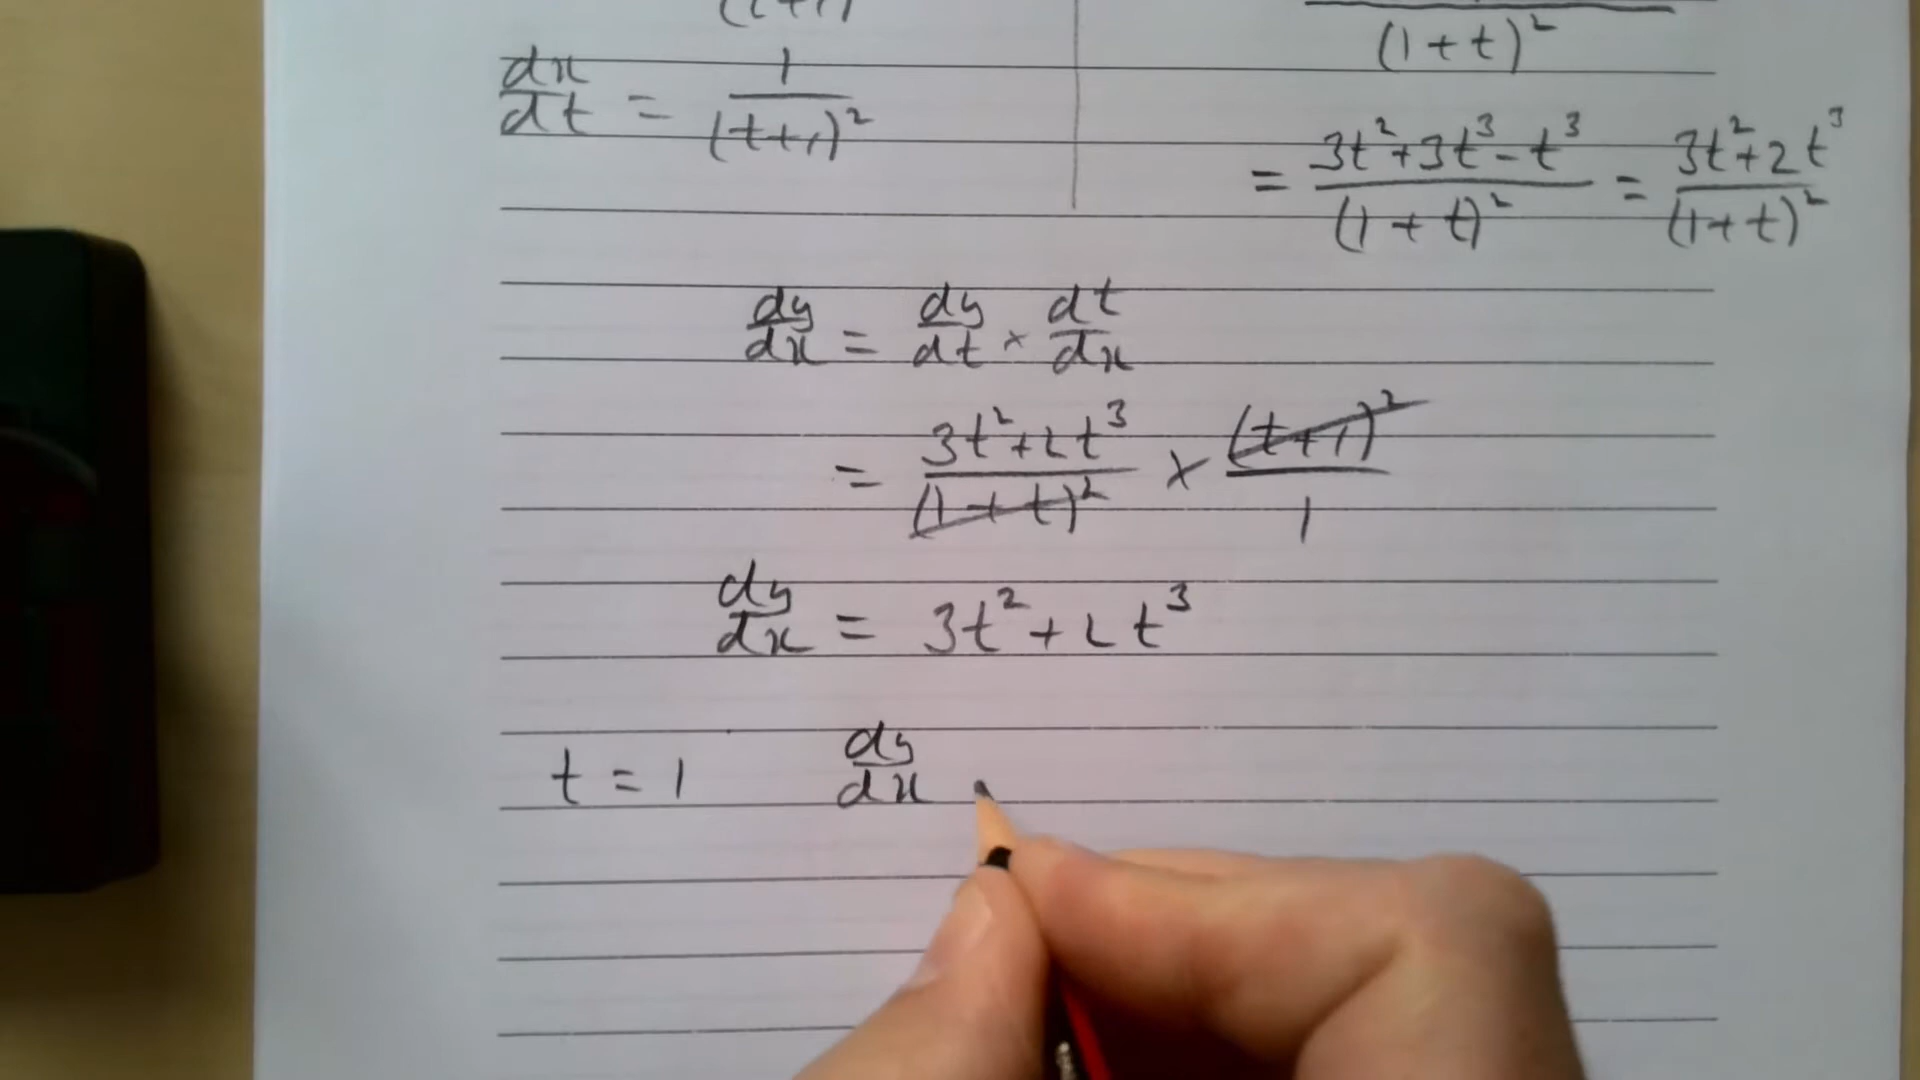 (1+t)²
dx/dt = 1/(t+1)²
= (3t²+3t³-t³)/(1+t)² = (3t²+2t³)/(1+t)²
dy/dx = dy/dt × dt/dx
= (3t²+2t³)/(1+t)² × (t+1)²/1
dy/dx = 3t²+2t³
t = 1 dy/dx